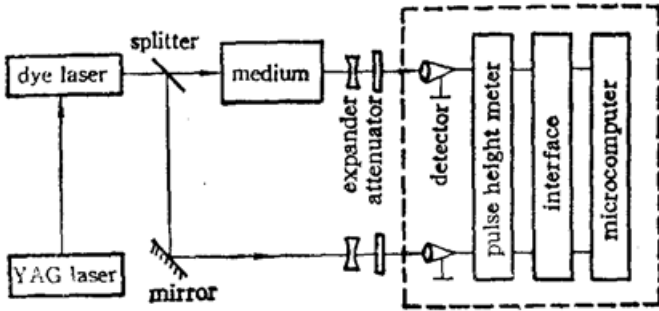 splitter
dye laser
medium
expander
attenuator
detector
pulse height meter
interface
microcomputer
YAG laser
mirror